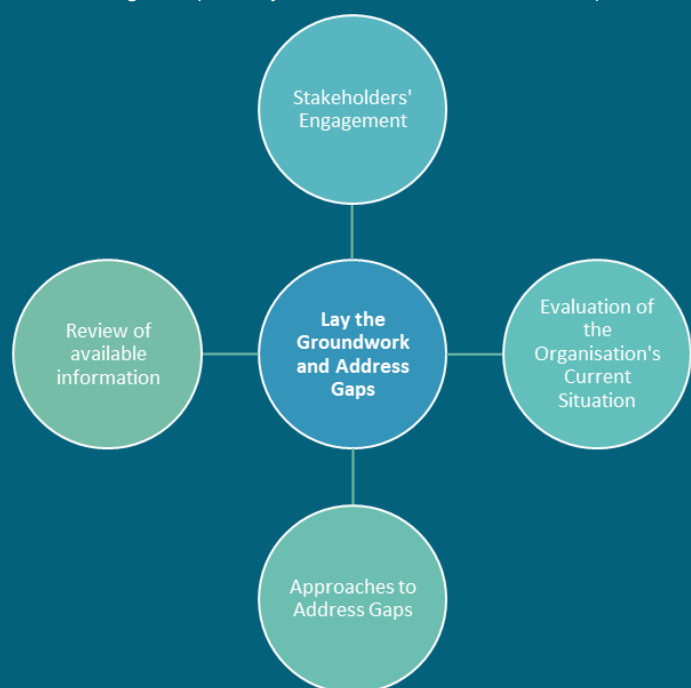 Stakeholders'
Engagement
Review of
available
information
Lay the
Groundwork
and Address
Gaps
Evaluation of
the
Organisation's
Current
Situation
Approaches to
Address Gaps